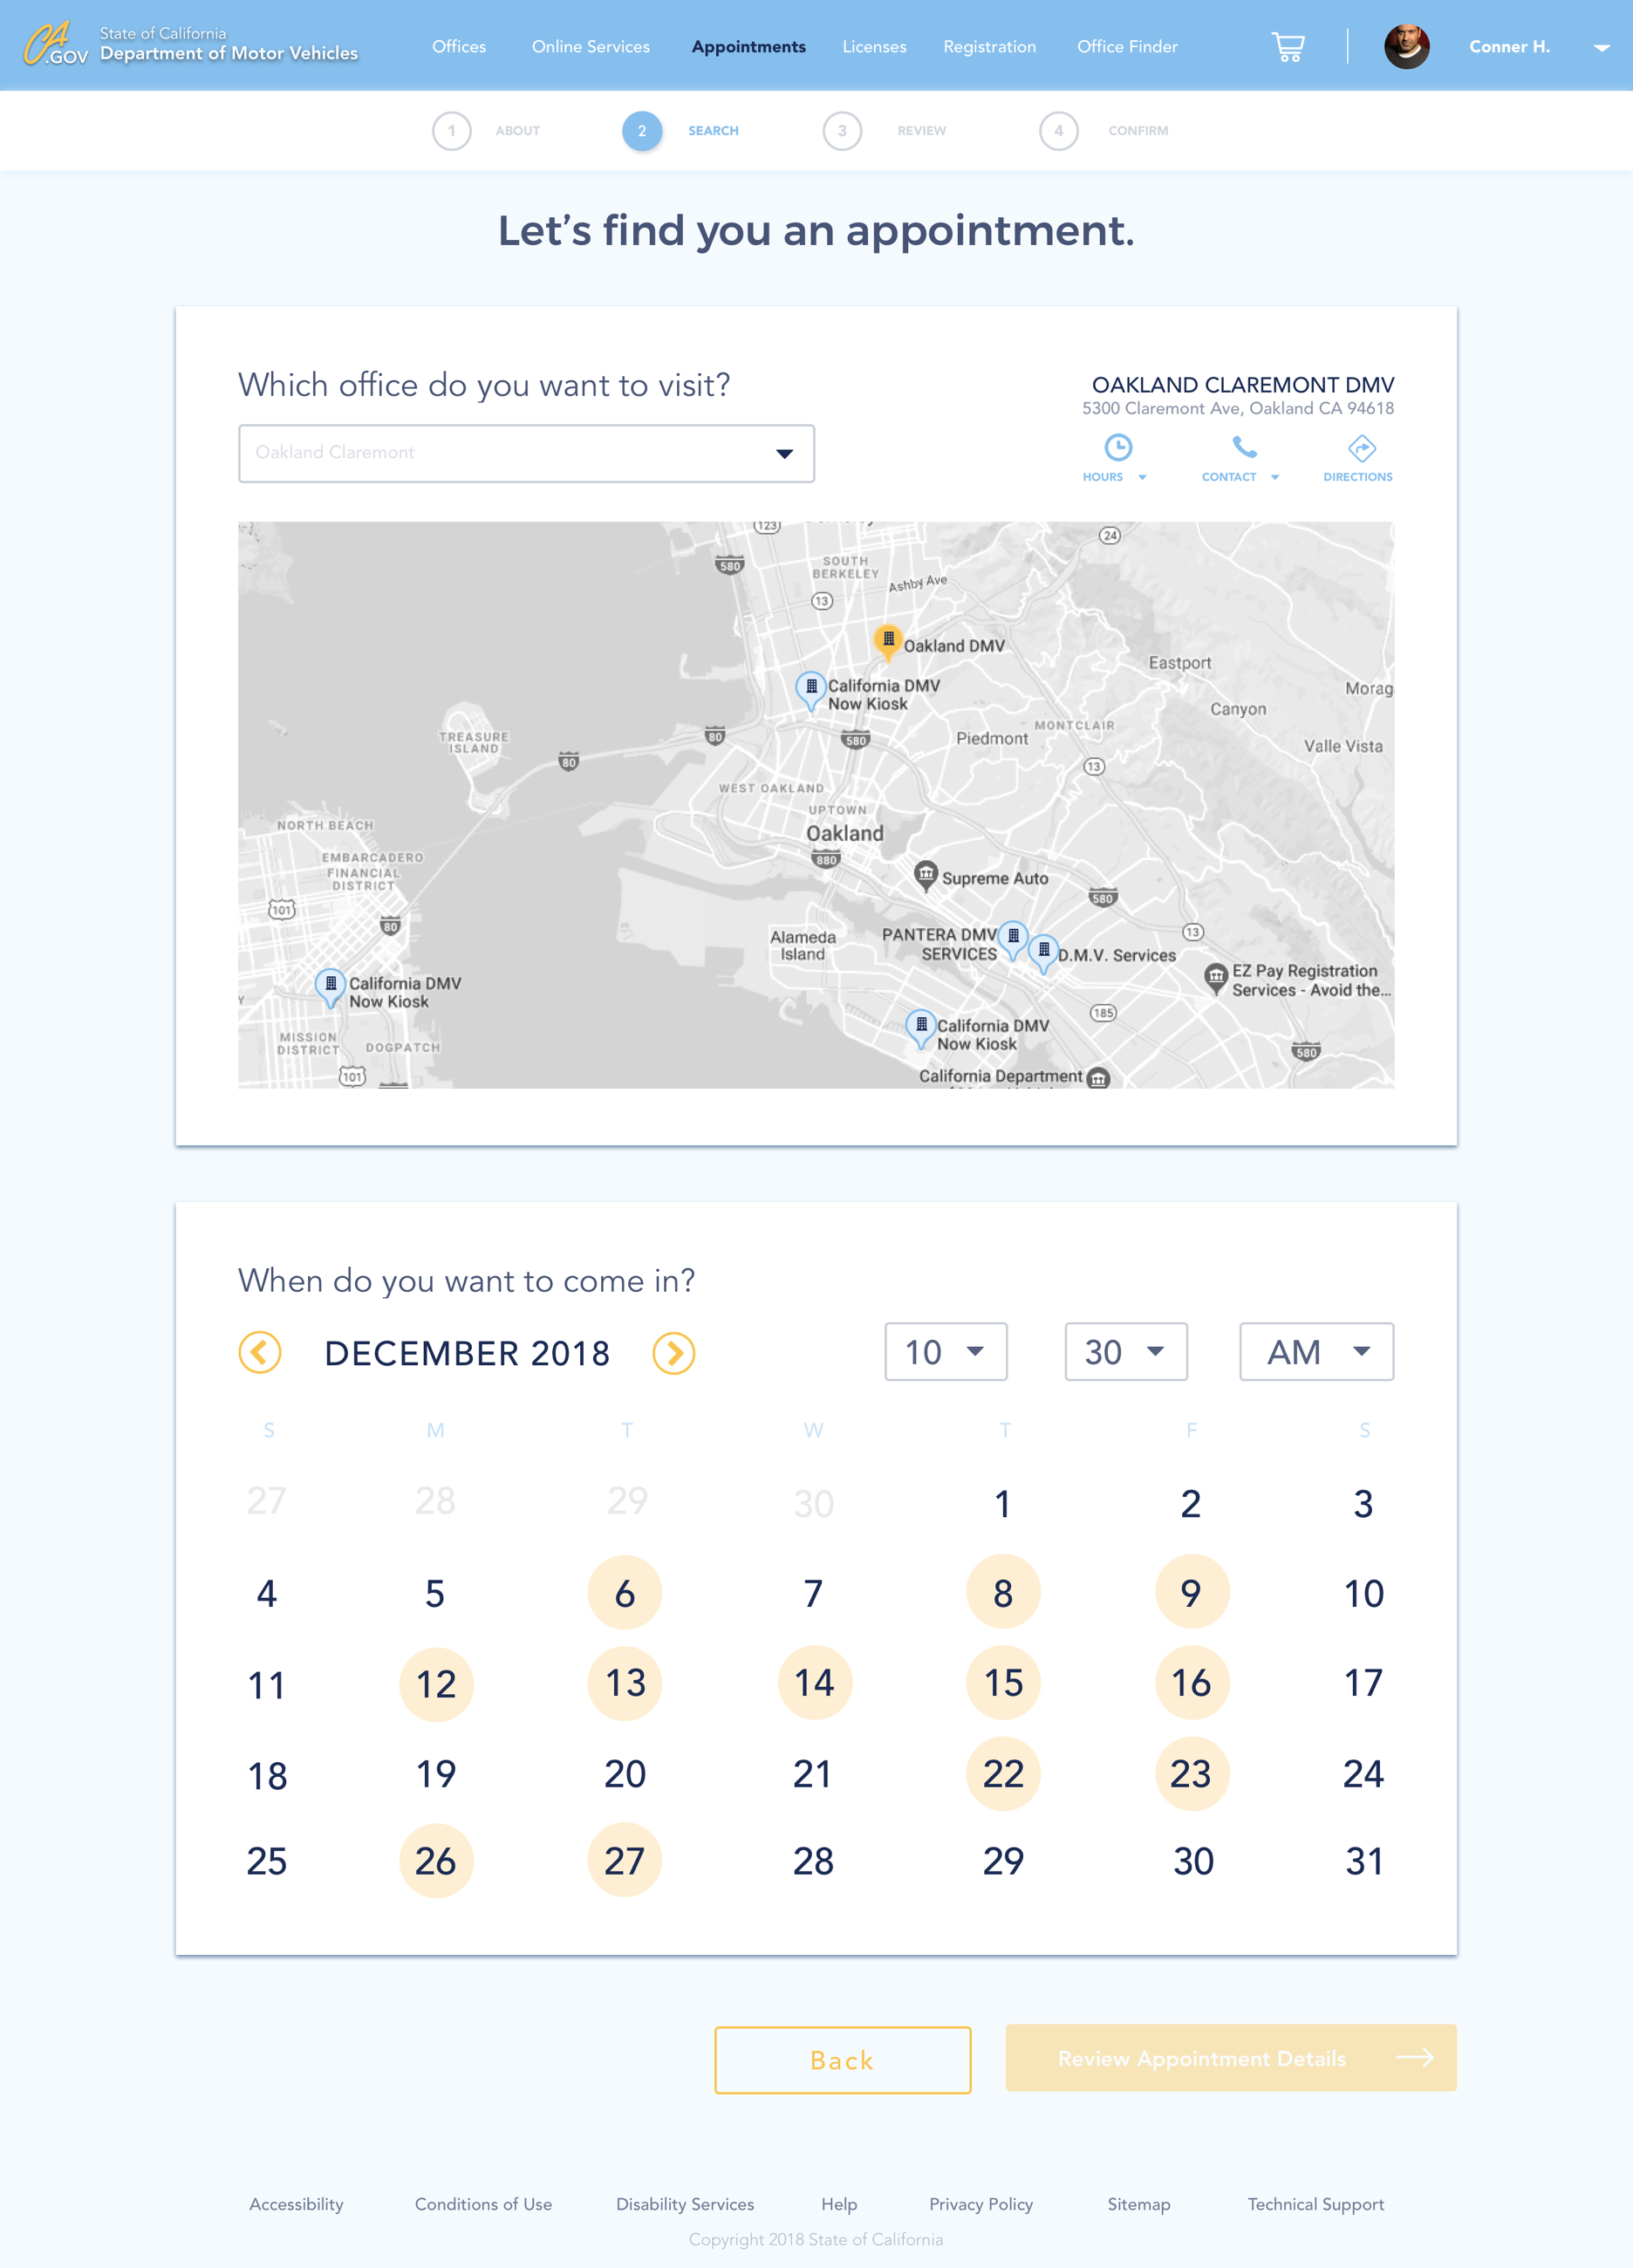 CA
.GOV
State of California
Department of Motor Vehicles
Offices
Online Services
Appointments
Licenses
Registration
Office Finder
Conner H.
1 ABOUT
2 SEARCH
3 REVIEW
4 CONFIRM
Let’s find you an appointment.
Which office do you want to visit?
Oakland Claremont
OAKLAND CLAREMONT DMV
5300 Claremont Ave, Oakland CA 94618
HOURS
CONTACT
DIRECTIONS
123
24
580
SOUTH
BERKELEY
Ashby Ave
13
Oakland DMV
Eastport
California DMV
Now Kiosk
Morag
Canyon
MONTCLAIR
TREASURE
ISLAND
80
580
Piedmont
Valle Vista
80
13
WEST OAKLAND
UPTOWN
Oakland
NORTH BEACH
880
EMBARCADERO
FINANCIAL
DISTRICT
Supreme Auto
580
101
80
13
Alameda
Island
PANTERA DMV
SERVICES
D.M.V. Services
EZ Pay Registration
Services - Avoid the...
California DMV
Now Kiosk
185
California DMV
Now Kiosk
MISSION
DISTRICT
DOGPATCH
580
101
California Department
When do you want to come in?
DECEMBER 2018
10
30
AM
S M T W T F S
27 28 29 30 1 2 3
4 5 6 7 8 9 10
11 12 13 14 15 16 17
18 19 20 21 22 23 24
25 26 27 28 29 30 31
Back
Review Appointment Details
Accessibility
Conditions of Use
Disability Services
Help
Privacy Policy
Sitemap
Technical Support
Copyright 2018 State of California